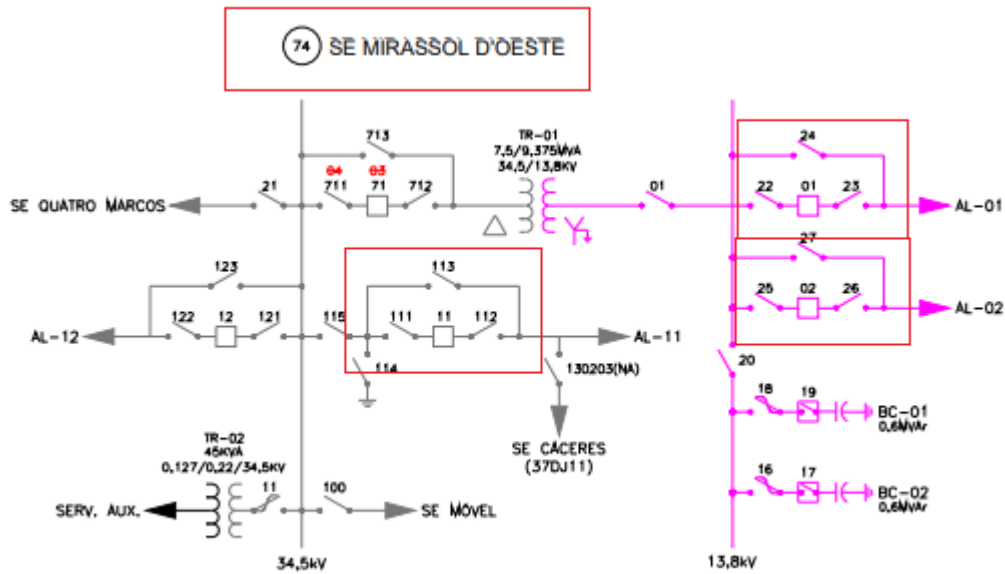 74 SE MIRASSOL D'OESTE
713
TR-01
7,5/9,375MVA
34,5/13,8KV
24
04 03
21 711 71 712 01 22 01 23
SE QUATRO MARCOS
AL-01
27
123 113
25 02 26
122 12 121 115 111 11 112
AL-12
AL-11
AL-02
114
130203(NA)
20
18 19
BC-01
0,6MVAr
SE CÁCERES
(37DJ11)
TR-02
45KVA
0,127/0,22/34,5KV
16 17
BC-02
0,6MVAr
11 100
SERV. AUX.
SE MÓVEL
34,5kV
13,8kV